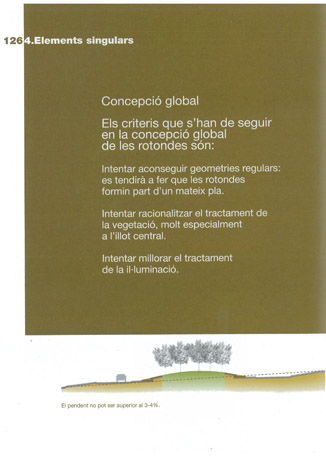 126 4.Elements singulars
Concepció global
Els criteris que s'han de seguir
en la concepció global
de les rotondes són:
Intentar aconseguir geometries regulars:
es tendirà a fer que les rotondes
formin part d'un mateix pla.
Intentar racionalitzar el tractament de
la vegetació, molt especialment
a l'illot central.
Intentar millorar el tractament
de la il·luminació.
El pendent no pot ser superior al 3-4%.